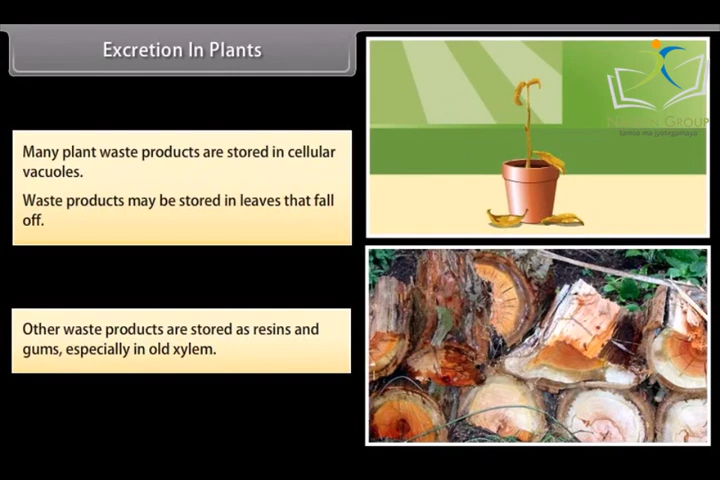 Excretion In Plants
Many plant waste products are stored in cellular
vacuoles.
Waste products may be stored in leaves that fall
off.
Other waste products are stored as resins and
gums, especially in old xylem.
Group